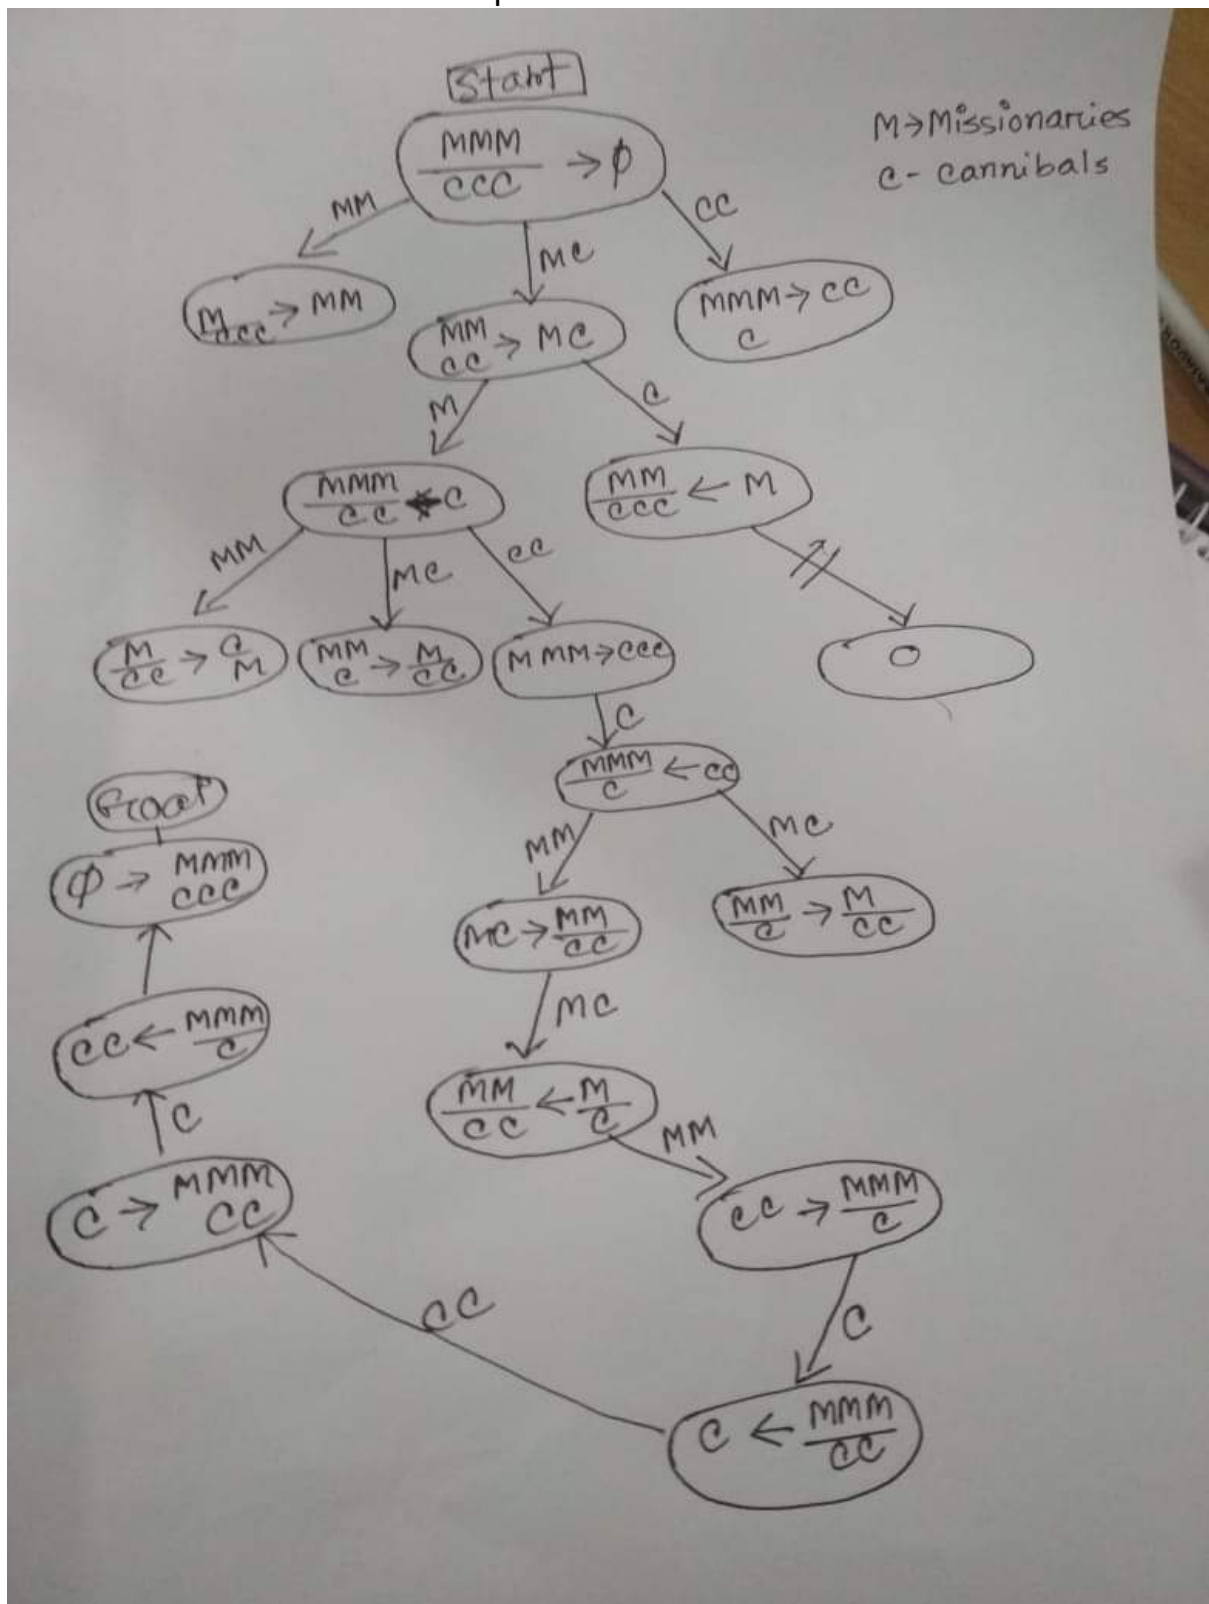 Start
M→Missionaries
C- cannibals
MMM
CCC → φ
MM
MC
CC
M
CCC → MM
MM
CC → MC
MMM → CC
C
M
C
MMM
CC C
MM
CCC ← M
MM
MC
CC
M
CC → C
M
MM
C → M
CC
MMM→CCC
O
C
MMM
C ← CC
MM
MC
φ → MMM
CCC
MC → MM
CC
MM
C → M
CC
MC
CC ← MMM
C
MM
CC ← M
C
MM
C
C → MMM
CC
CC → MMM
C
CC
C
C ← MMM
CC